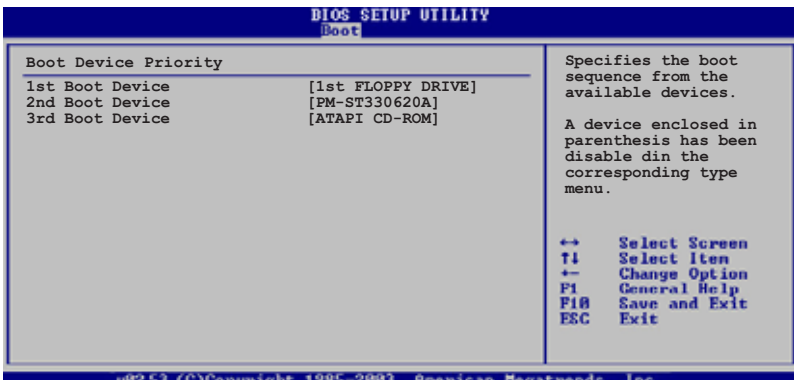 BIOS SETUP UTILITY
Boot
Boot Device Priority
1st Boot Device [1st FLOPPY DRIVE]
2nd Boot Device [PM-ST330620A]
3rd Boot Device [ATAPI CD-ROM]
Specifies the boot
sequence from the
available devices.
A device enclosed in
parenthesis has been
disable din the
corresponding type
menu.
↔ Select Screen
↑↓ Select Item
+- Change Option
F1 General Help
F10 Save and Exit
ESC Exit
v02.53 (C)Copyright 1985-2003, American Megatrends, Inc.